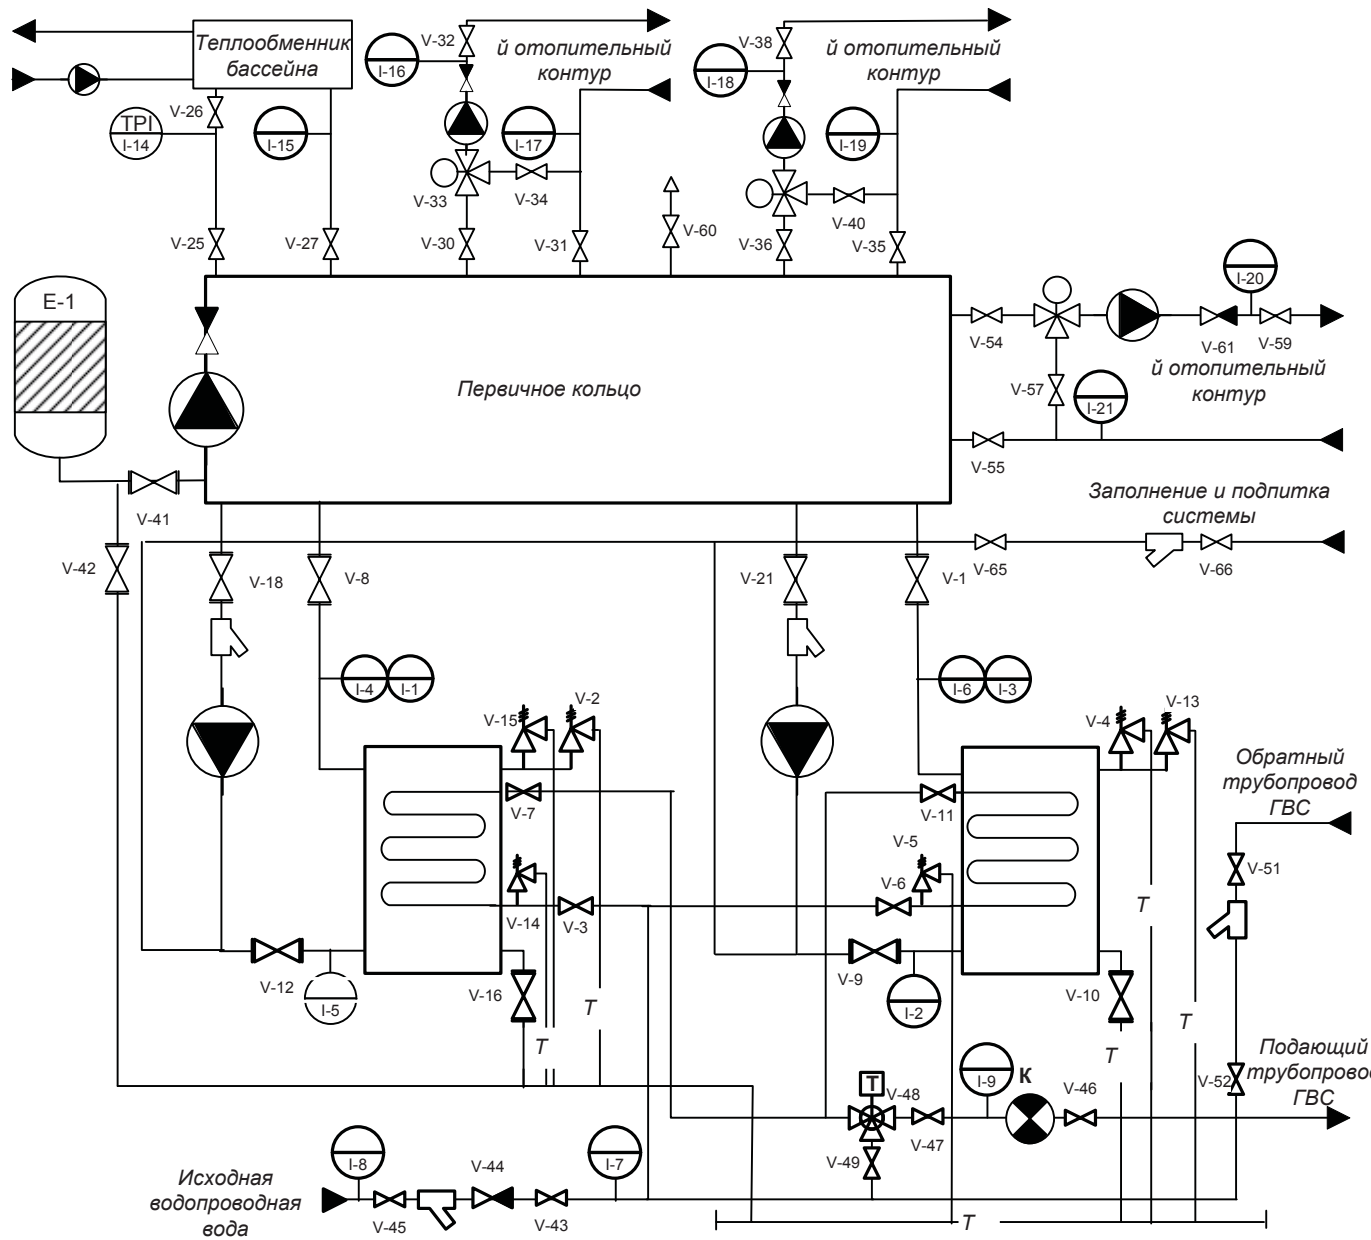 Теплообменник
бассейна
V-26
TPI
I-14
I-15
V-32
I-16
й отопительный
контур
I-17
V-33
V-34
V-38
I-18
й отопительный
контур
I-19
V-40
V-25
V-27
V-30
V-31
V-60
V-36
V-35
E-1
I-20
V-54
V-61
V-59
й отопительный
контур
V-57
I-21
V-55
Первичное кольцо
V-41
V-42
Заполнение и подпитка
системы
V-65
V-66
V-18
V-8
V-21
V-1
I-4
I-1
I-6
I-3
V-15
V-2
V-4
V-13
V-7
V-11
Обратный
трубопровод
ГВС
V-51
V-5
V-6
V-14
V-3
V-12
V-16
I-5
V-9
I-2
V-10
T
T
T
T
T
Подающий
трубопровод
ГВС
V-52
T
V-48
I-9
К
V-46
V-47
V-49
I-8
V-44
I-7
Исходная
водопроводная
вода
V-45
V-43
T